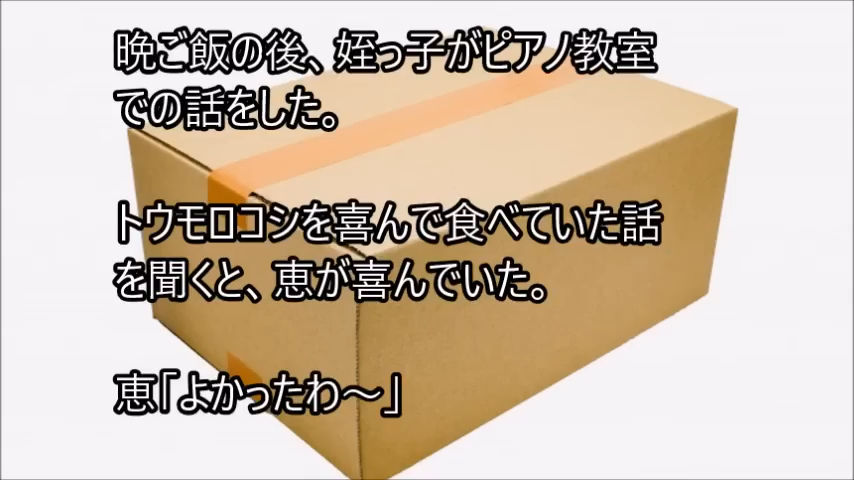 晩ご飯の後、姪っ子がピアノ教室
での話をした。
トウモロコシを喜んで食べていた話
を聞くと、恵が喜んでいた。
恵「よかったわ～」